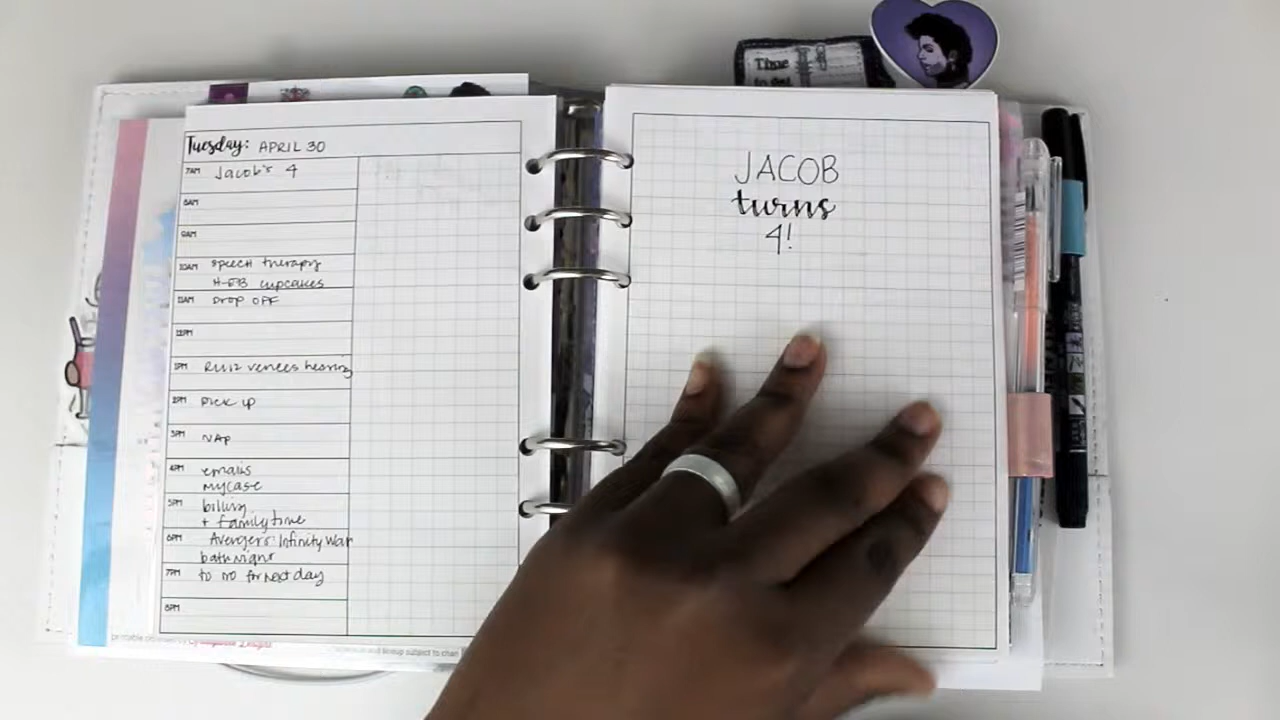 Tuesday: APRIL 30
7AM Jacob's 4
8AM
9AM
10AM speech therapy
H-EB cupcakes
11AM Drop OFF
12PM
1PM hearing
2PM Pick up
3PM NAP
4PM emails
mycase
5PM billing
+ family time
6PM Avengers: Infinity War
bath night
7PM to do for next day
8PM
JACOB
turns
4!
Time